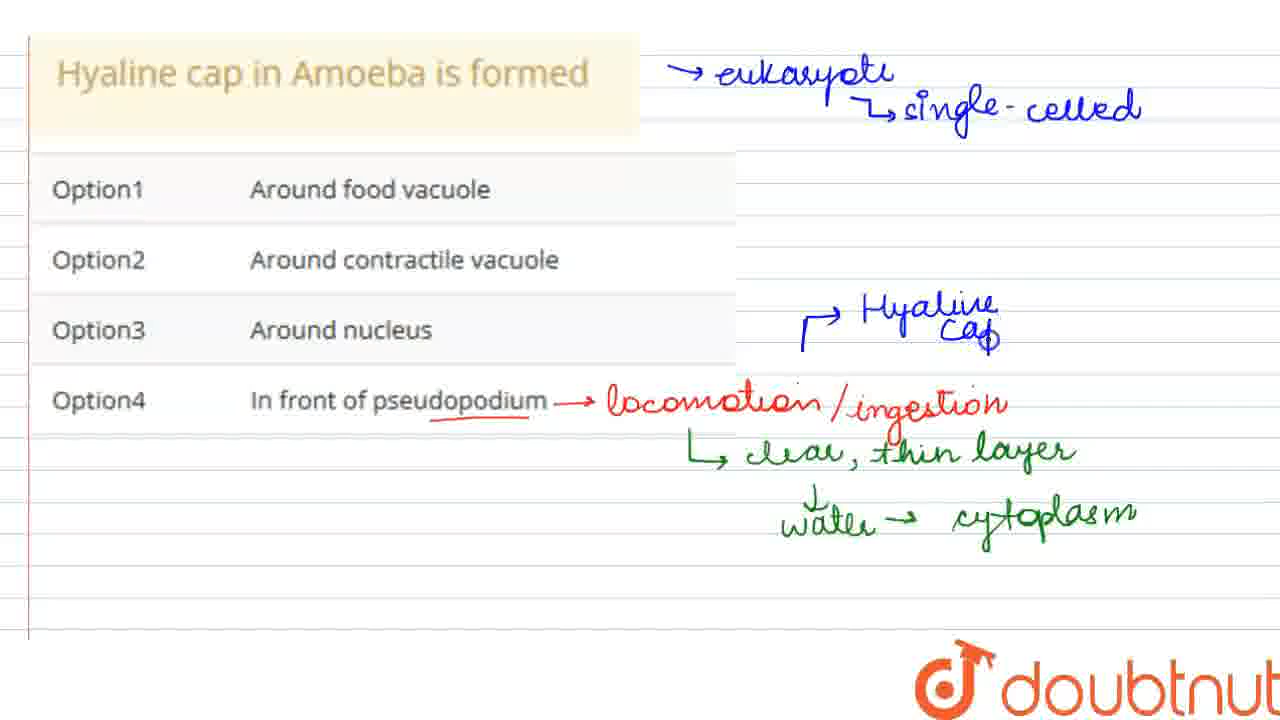 Hyaline cap in Amoeba is formed
→ eukaryote
↳ single-celled
Option1 Around food vacuole
Option2 Around contractile vacuole
Option3 Around nucleus
Hyaline
cap
Option4 In front of pseudopodium → locomotion/ingestion
↳ clear, thin layer
↓
water → cytoplasm
doubtnut